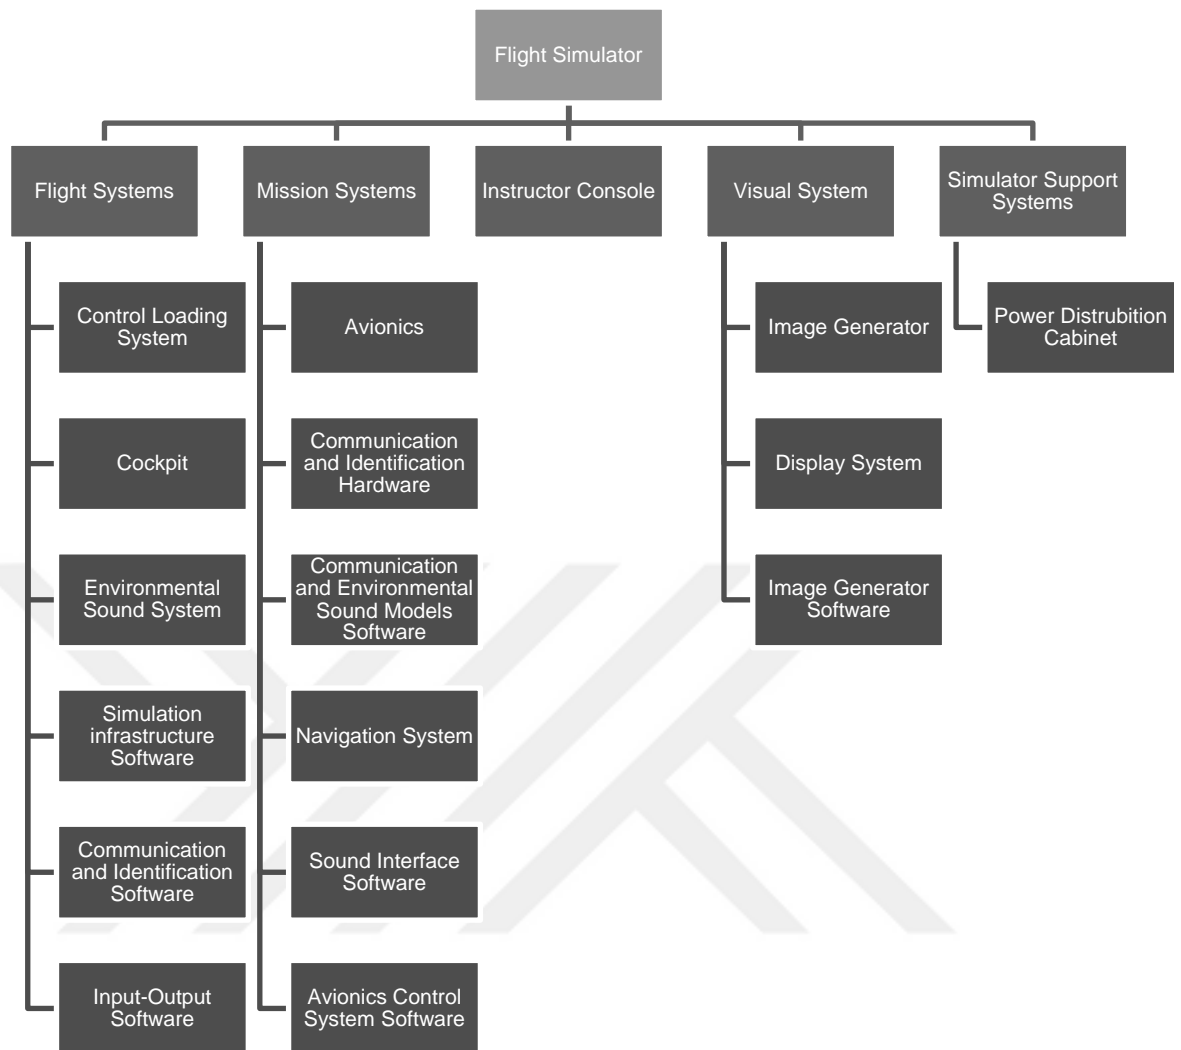 Flight Simulator
Flight Systems
Mission Systems
Instructor Console
Visual System
Simulator Support
Systems
Control Loading
System
Avionics
Image Generator
Power Distrubition
Cabinet
Cockpit
Communication
and Identification
Hardware
Display System
Environmental
Sound System
Communication
and Environmental
Sound Models
Software
Image Generator
Software
Simulation
infrastructure
Software
Navigation System
Communication
and Identification
Software
Sound Interface
Software
Input-Output
Software
Avionics Control
System Software